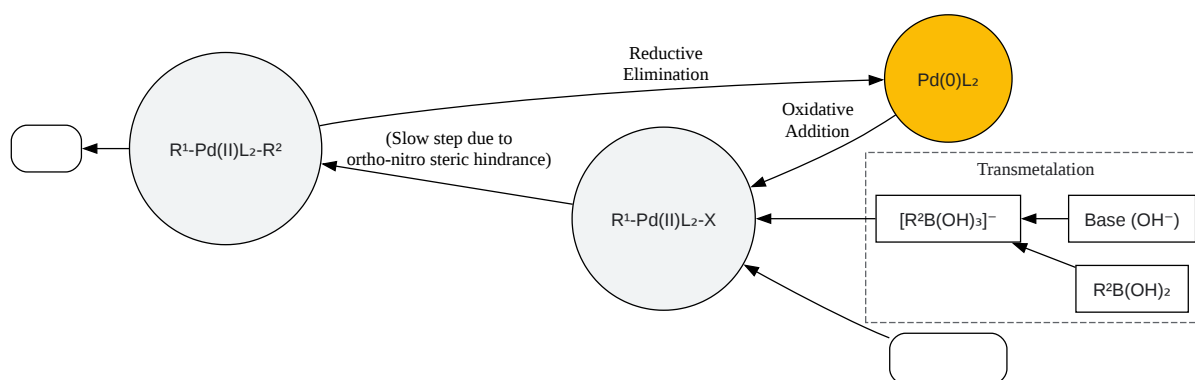 Reductive
Elimination
Pd(0)L₂
Oxidative
Addition
R¹-Pd(II)L₂-R²
(Slow step due to
ortho-nitro steric hindrance)
Transmetalation
R¹-Pd(II)L₂-X
[R²B(OH)₃]⁻
Base (OH⁻)
R²B(OH)₂